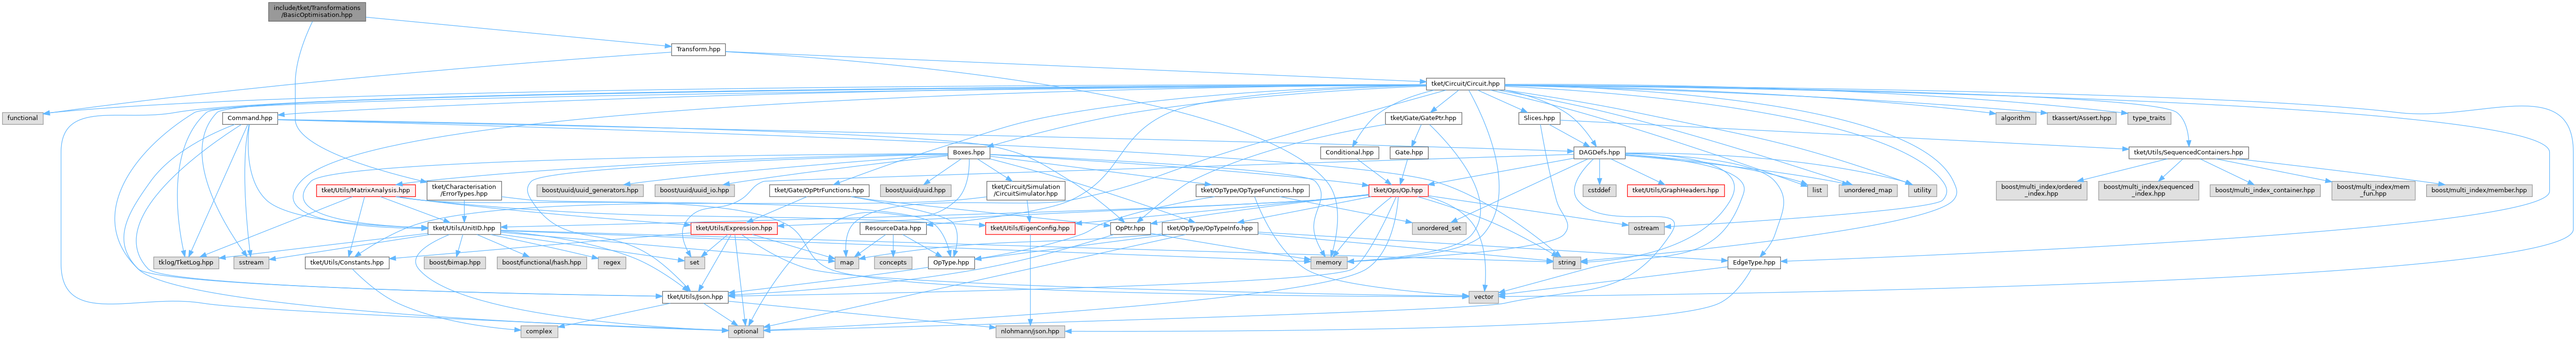 include/tket/Transformations
/BasicOptimisation.hpp
Transform.hpp
tket/Circuit/Circuit.hpp
functional
Command.hpp
tket/Gate/GatePtr.hpp
Slices.hpp
algorithm
tkassert/Assert.hpp
type_traits
Boxes.hpp
Conditional.hpp
Gate.hpp
DAGDefs.hpp
tket/Utils/SequencedContainers.hpp
tket/Utils/MatrixAnalysis.hpp
tket/Characterisation
/ErrorTypes.hpp
boost/uuid/uuid_generators.hpp
boost/uuid/uuid_io.hpp
tket/Gate/OpPtrFunctions.hpp
boost/uuid/uuid.hpp
tket/Circuit/Simulation
/CircuitSimulator.hpp
tket/OpType/OpTypeFunctions.hpp
tket/Ops/Op.hpp
cstddef
tket/Utils/GraphHeaders.hpp
list
unordered_map
utility
boost/multi_index/ordered
_index.hpp
boost/multi_index/sequenced
_index.hpp
boost/multi_index_container.hpp
boost/multi_index/mem
_fun.hpp
boost/multi_index/member.hpp
tket/Utils/UnitID.hpp
tket/Utils/Expression.hpp
ResourceData.hpp
tket/Utils/EigenConfig.hpp
OpPtr.hpp
tket/OpType/OpTypeInfo.hpp
unordered_set
ostream
tklog/TketLog.hpp
sstream
tket/Utils/Constants.hpp
boost/bimap.hpp
boost/functional/hash.hpp
regex
set
map
concepts
OpType.hpp
memory
string
EdgeType.hpp
tket/Utils/Json.hpp
vector
complex
optional
nlohmann/json.hpp